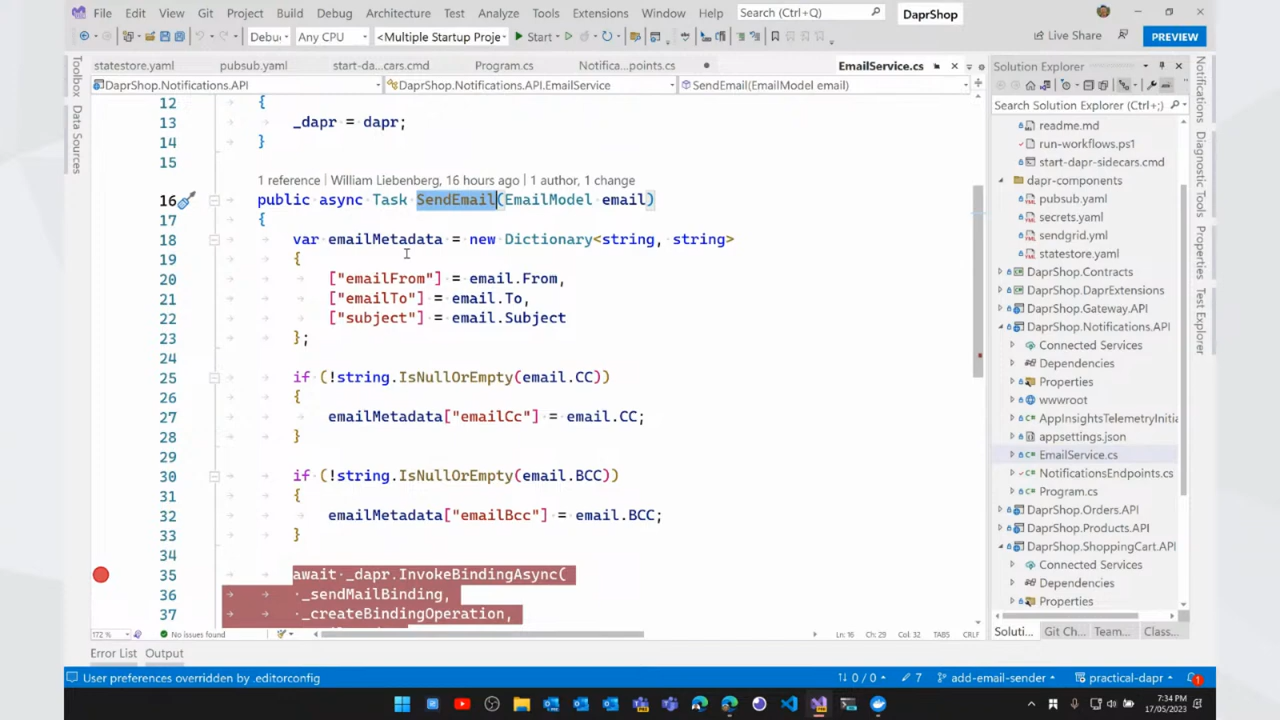 File Edit View Git Project Build Debug Architecture Test Analyze Tools Extensions Window Help Search (Ctrl+Q) DaprShop
Debu Any CPU <Multiple Startup Proje Start Live Share PREVIEW
statestore.yaml pubsub.yaml start-da...cars.cmd Program.cs Notifica...points.cs EmailService.cs
DaprShop.Notifications.API DaprShop.Notifications.API.EmailService SendEmail(EmailModel email)
12 {
13 _dapr = dapr;
14 }
15
1 reference | William Liebenberg, 16 hours ago | 1 author, 1 change
16 public async Task SendEmail(EmailModel email)
17 {
18 var emailMetadata = new Dictionary<string, string>
19 {
20 ["emailFrom"] = email.From,
21 ["emailTo"] = email.To,
22 ["subject"] = email.Subject
23 };
24
25 if (!string.IsNullOrEmpty(email.CC))
26 {
27 emailMetadata["emailCc"] = email.CC;
28 }
29
30 if (!string.IsNullOrEmpty(email.BCC))
31 {
32 emailMetadata["emailBcc"] = email.BCC;
33 }
34
35 await _dapr.InvokeBindingAsync(
36 _sendMailBinding,
37 _createBindingOperation,
172 % No issues found Ln: 16 Ch: 29 Col: 32 TABS CRLF
Error List Output
Toolbox
Data Sources
Solution Explorer
Search Solution Explorer (Ctrl+;)
readme.md
run-workflows.ps1
start-dapr-sidecars.cmd
dapr-components
pubsub.yaml
secrets.yaml
sendgrid.yml
statestore.yaml
DaprShop.Contracts
DaprShop.DaprExtensions
DaprShop.Gateway.API
DaprShop.Notifications.API
Connected Services
Dependencies
Properties
wwwroot
AppInsightsTelemetryInitia
appsettings.json
EmailService.cs
NotificationsEndpoints.cs
Program.cs
DaprShop.Orders.API
DaprShop.Products.API
DaprShop.ShoppingCart.API
Connected Services
Dependencies
Properties
Soluti... Git Ch... Team... Class...
Notifications
Diagnostic Tools
Properties
Test Explorer
User preferences overridden by .editorconfig 0 / 0 7 add-email-sender practical-dapr 1
7:34 PM
17/05/2023